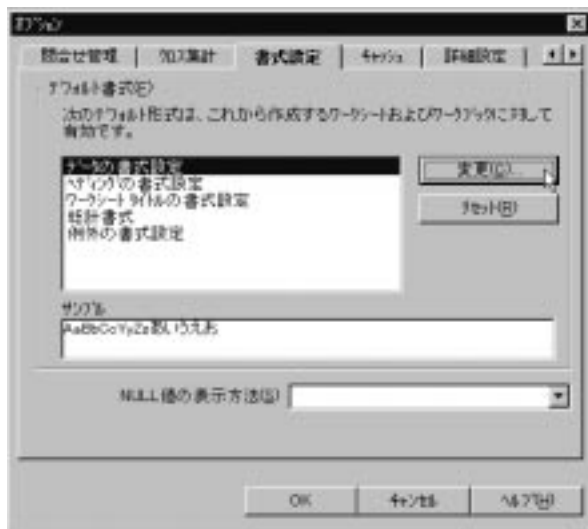 オプション
問合せ管理 クロス集計 書式設定 キャッシュ 詳細設定
デフォルト書式(E)
次のデフォルト形式は、これから作成するワークシートおよびワークブックに対して
有効です。
データの書式設定
ヘディングの書式設定
ワークシート タイトルの書式設定
統計書式
例外の書式設定
変更(C)...
リセット(R)
サンプル
AaBbCcYyZzあいうえお
NULL値の表示方法(S)
OK キャンセル ヘルプ(H)